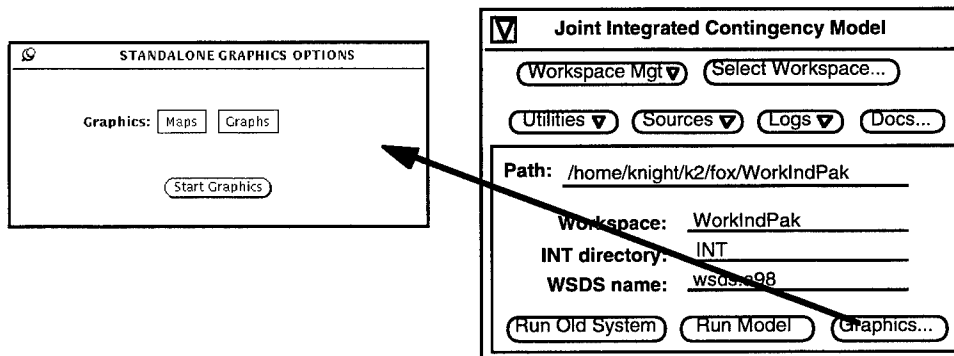 STANDALONE GRAPHICS OPTIONS
Graphics: Maps Graphs
Start Graphics
Joint Integrated Contingency Model
Workspace Mgt Select Workspace...
Utilities Sources Logs Docs...
Path: /home/knight/k2/fox/WorkIndPak
Workspace: WorkIndPak
INT directory: INT
WSDS name:
Run Old System Run Model Graphics...